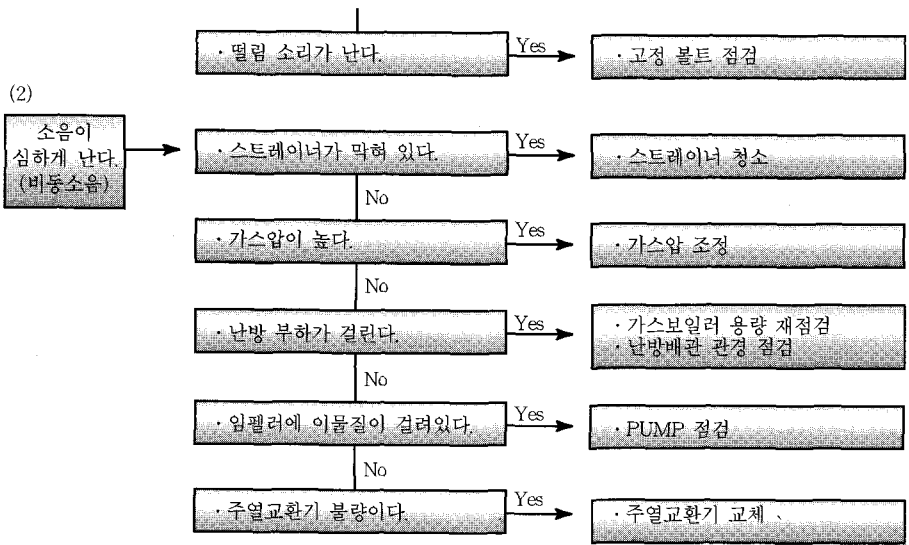 · 떨림 소리가 난다.
Yes
· 고정 볼트 점검
(2)
소음이
심하게 난다.
(비등소음)
· 스트레이너가 막혀 있다.
Yes
· 스트레이너 청소
No
· 가스압이 높다.
Yes
· 가스압 조정
No
· 난방 부하가 걸린다.
Yes
· 가스보일러 용량 재점검
· 난방배관 관경 점검
No
· 임펠러에 이물질이 걸려있다.
Yes
· PUMP 점검
No
· 주열교환기 불량이다.
Yes
· 주열교환기 교체